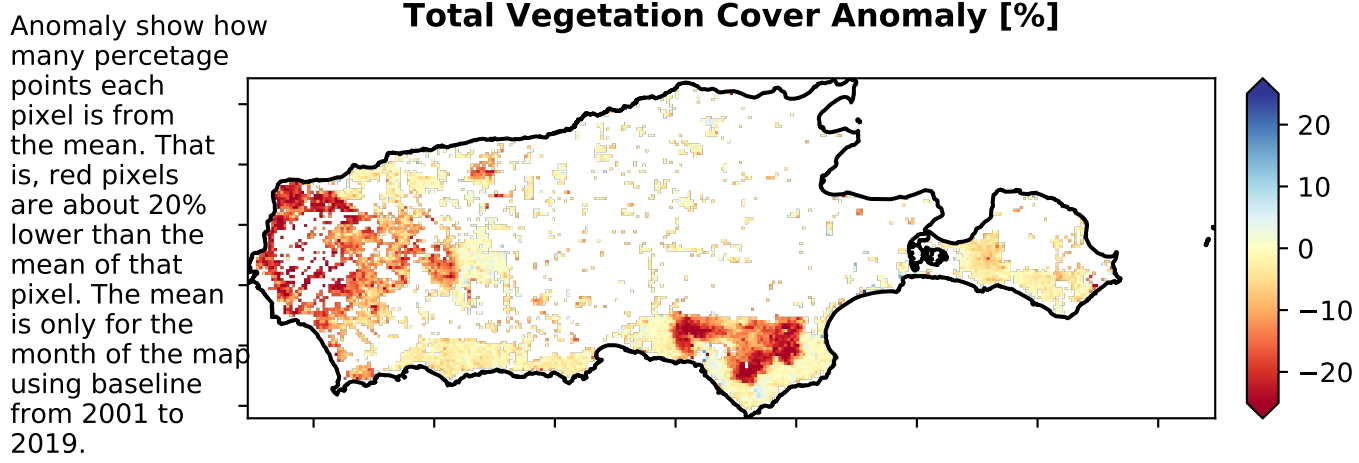 Total Vegetation Cover Anomaly [%]
Anomaly show how
many percetage
points each
pixel is from
the mean. That
is, red pixels
are about 20%
lower than the
mean of that
pixel. The mean
is only for the
month of the map
using baseline
from 2001 to
2019.
20
10
0
−10
−20